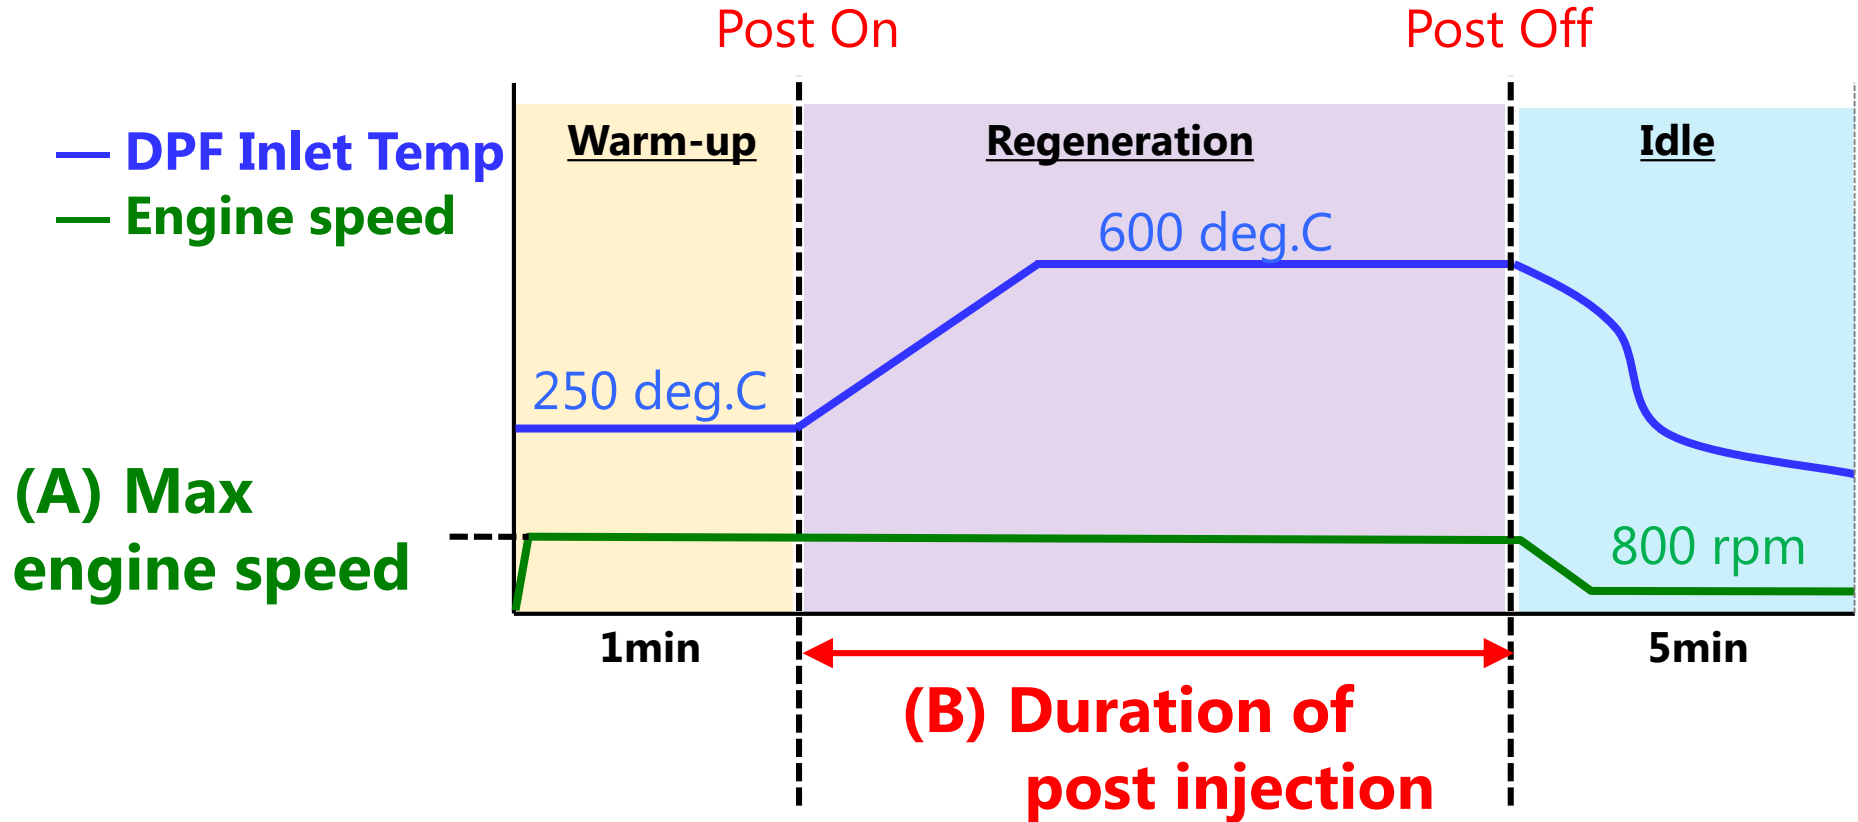 Post On
Post Off
DPF Inlet Temp
Engine speed
Warm-up
Regeneration
Idle
600 deg.C
250 deg.C
(A) Max
engine speed
800 rpm
1min
5min
(B) Duration of
post injection